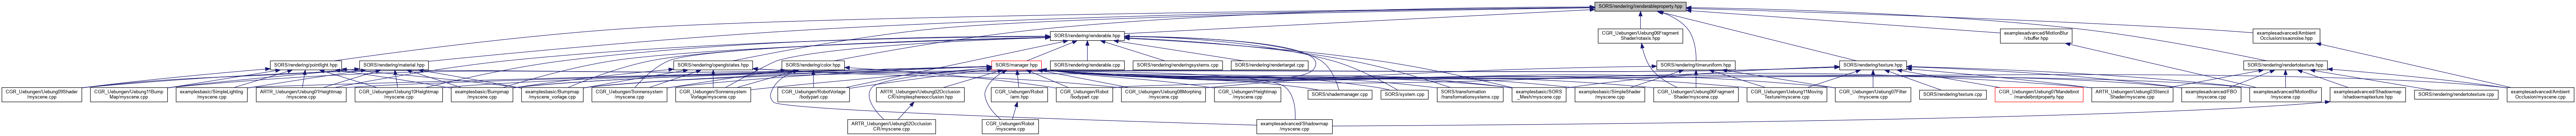 SORS/rendering/renderableproperty.hpp
SORS/rendering/renderable.hpp
CGR_Uebungen/Uebung06Fragment
Shader/rotaxis.hpp
examplesadvanced/MotionBlur
/vbuffer.hpp
examplesadvanced/Ambient
Occlusion/ssaonoise.hpp
SORS/rendering/pointlight.hpp
SORS/rendering/material.hpp
SORS/rendering/openglstates.hpp
SORS/rendering/color.hpp
SORS/manager.hpp
SORS/rendering/renderable.cpp
SORS/rendering/renderingsystems.cpp
SORS/rendering/rendertarget.cpp
SORS/rendering/timeuniform.hpp
SORS/rendering/texture.hpp
SORS/rendering/rendertotexture.hpp
CGR_Uebungen/Uebung09Shader
/myscene.cpp
CGR_Uebungen/Uebung11Bump
Map/myscene.cpp
examplesbasic/SimpleLighting
/myscene.cpp
ARTR_Uebungen/Uebung01Heightmap
/myscene.cpp
CGR_Uebungen/Uebung10Heightmap
/myscene.cpp
examplesbasic/Bumpmap
/myscene.cpp
examplesbasic/Bumpmap
/myscene_vorlage.cpp
CGR_Uebungen/Sonnensystem
/myscene.cpp
CGR_Uebungen/Sonnensystem
Vorlage/myscene.cpp
CGR_Uebungen/RobotVorlage
/bodypart.cpp
ARTR_Uebungen/Uebung02Occlusion
CR/simplesphereocclution.hpp
CGR_Uebungen/Robot
/arm.hpp
CGR_Uebungen/Robot
/bodypart.cpp
CGR_Uebungen/Uebung08Morphing
/myscene.cpp
CGR_Uebungen/Heightmap
/myscene.cpp
SORS/shadermanager.cpp
SORS/system.cpp
SORS/transformation
/transformationsystems.cpp
examplesbasic/SORS
_Mesh/myscene.cpp
examplesbasic/SimpleShader
/myscene.cpp
CGR_Uebungen/Uebung06Fragment
Shader/myscene.cpp
CGR_Uebungen/Uebung11Moving
Texture/myscene.cpp
CGR_Uebungen/Uebung07Filter
/myscene.cpp
SORS/rendering/texture.cpp
CGR_Uebungen/Uebung07Mandelbrot
/mandelbrotproperty.hpp
ARTR_Uebungen/Uebung03Stencil
Shader/myscene.cpp
examplesadvanced/FBO
/myscene.cpp
examplesadvanced/MotionBlur
/myscene.cpp
examplesadvanced/Shadowmap
/shadowmaptexture.hpp
SORS/rendering/rendertotexture.cpp
examplesadvanced/Ambient
Occlusion/myscene.cpp
ARTR_Uebungen/Uebung02Occlusion
CR/myscene.cpp
CGR_Uebungen/Robot
/myscene.cpp
examplesadvanced/Shadowmap
/myscene.cpp